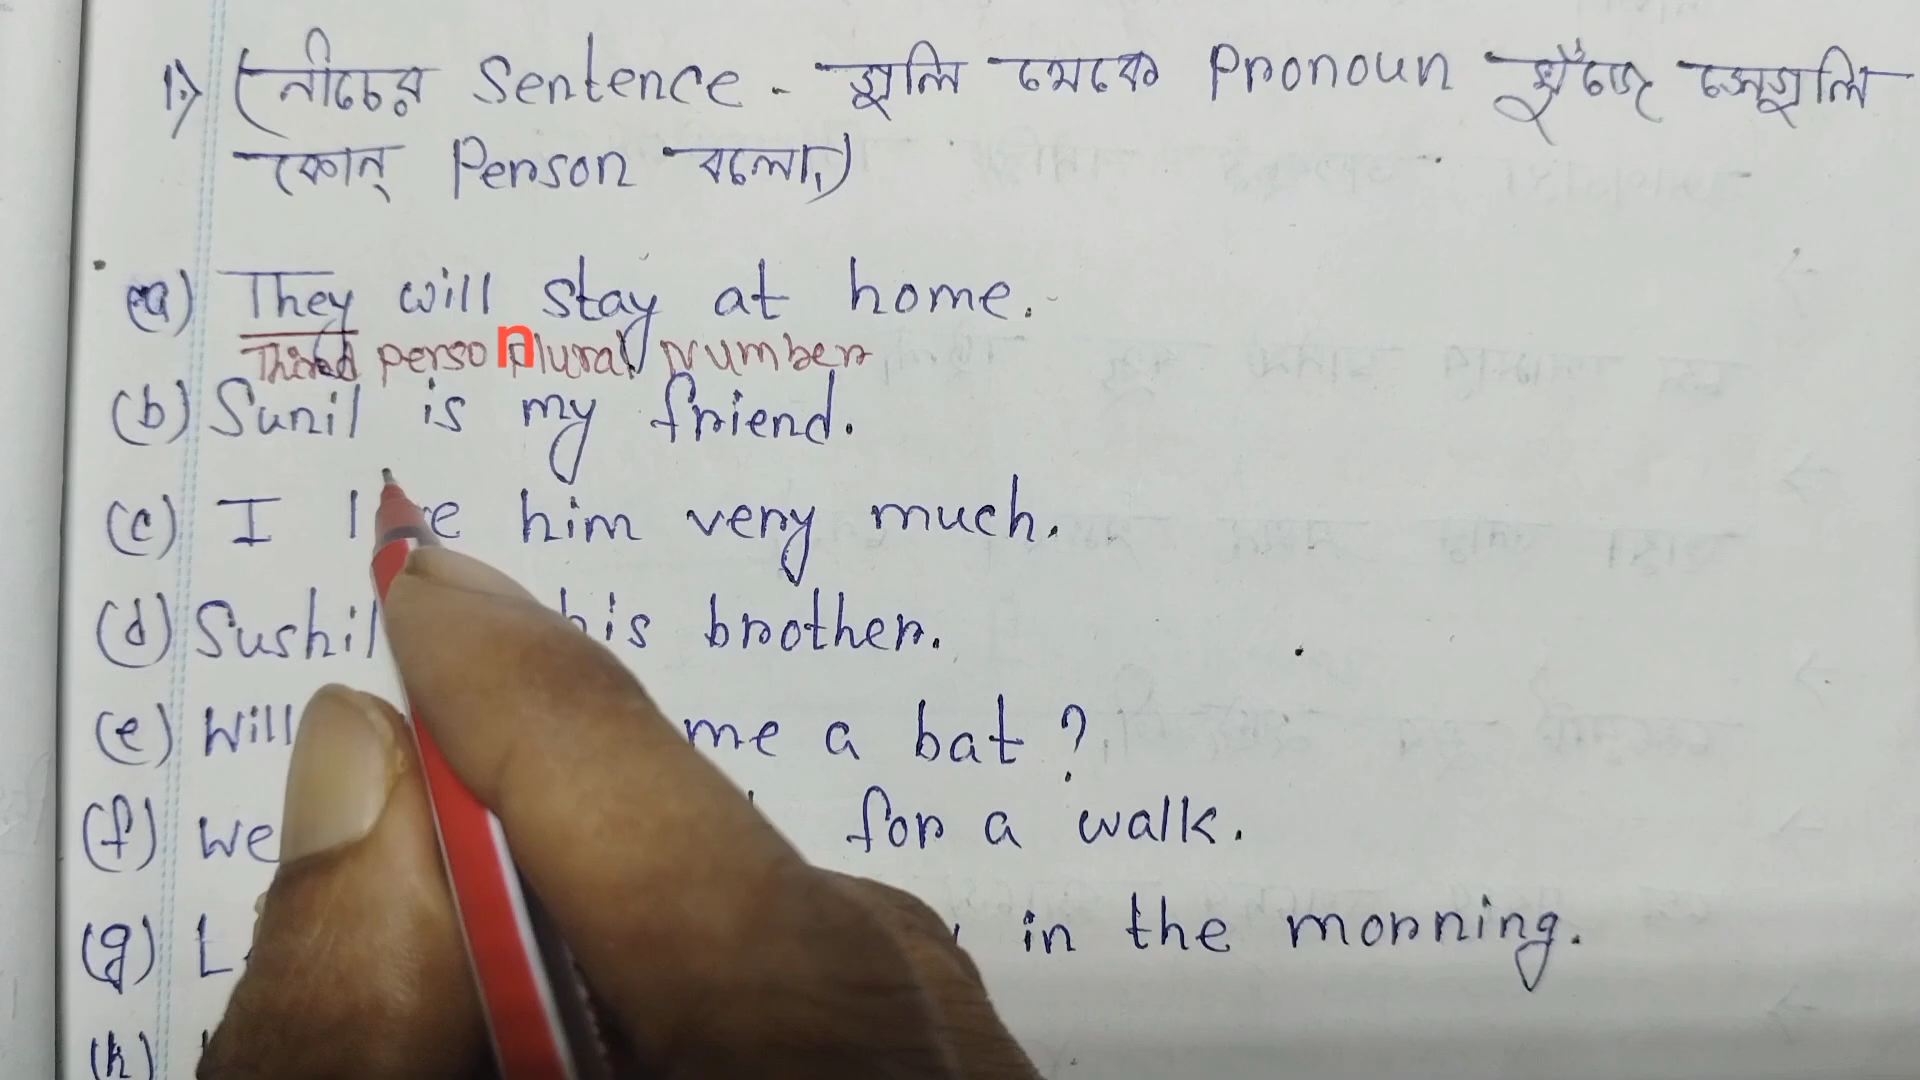 1.) (নীচের Sentence - গুলি থেকে Pronoun খুঁজে সেগুলি
কোন্ Person বলো।)
(a) They will stay at home.
Third person Plural Number
(b) Sunil is my friend.
(c) I him very much.
(d) Sushil his brother.
(e) Will me a bat ?
(f) We for a walk.
(g) in the morning.
(h)